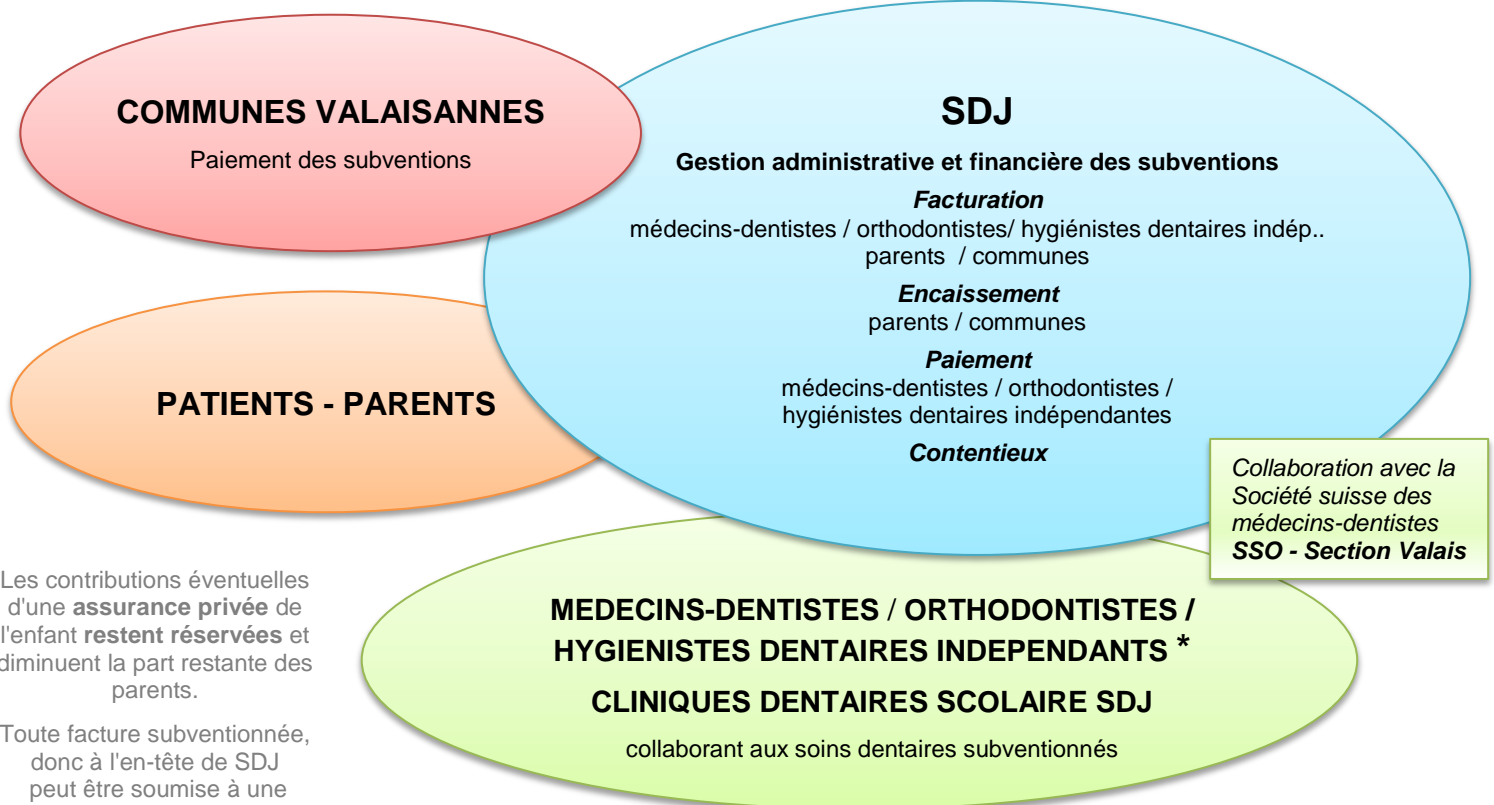 COMMUNES VALAISANNES
Paiement des subventions
SDJ
Gestion administrative et financière des subventions
Facturation
médecins-dentistes / orthodontistes/ hygiénistes dentaires indép..
parents / communes
Encaissement
parents / communes
Paiement
médecins-dentistes / orthodontistes /
hygiénistes dentaires indépendantes
Contentieux
PATIENTS - PARENTS
Collaboration avec la
Société suisse des
médecins-dentistes
SSO - Section Valais
Les contributions éventuelles
d'une assurance privée de
l'enfant restent réservées et
diminuent la part restante des
parents.
Toute facture subventionnée,
donc à l'en-tête de SDJ
peut être soumise à une
MEDECINS-DENTISTES / ORTHODONTISTES /
HYGIENISTES DENTAIRES INDEPENDANTS *
CLINIQUES DENTAIRES SCOLAIRE SDJ
collaborant aux soins dentaires subventionnés